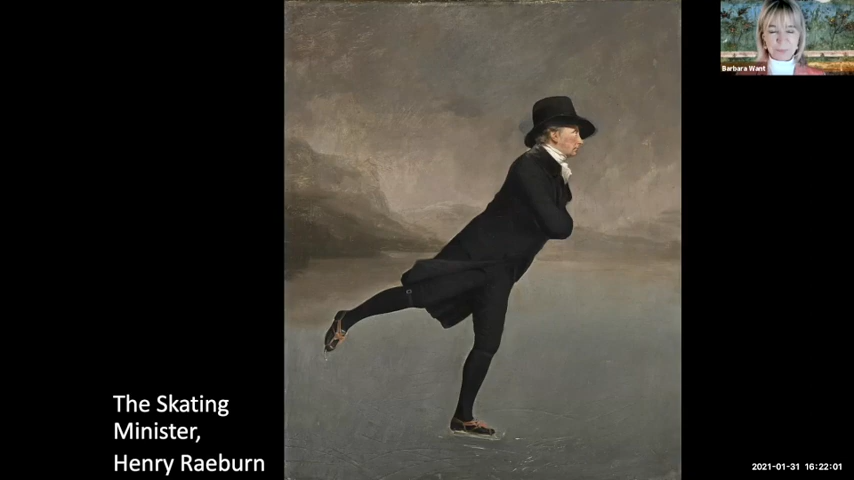 Barbara Want
The Skating
Minister,
Henry Raeburn
2021-01-31 16:22:01